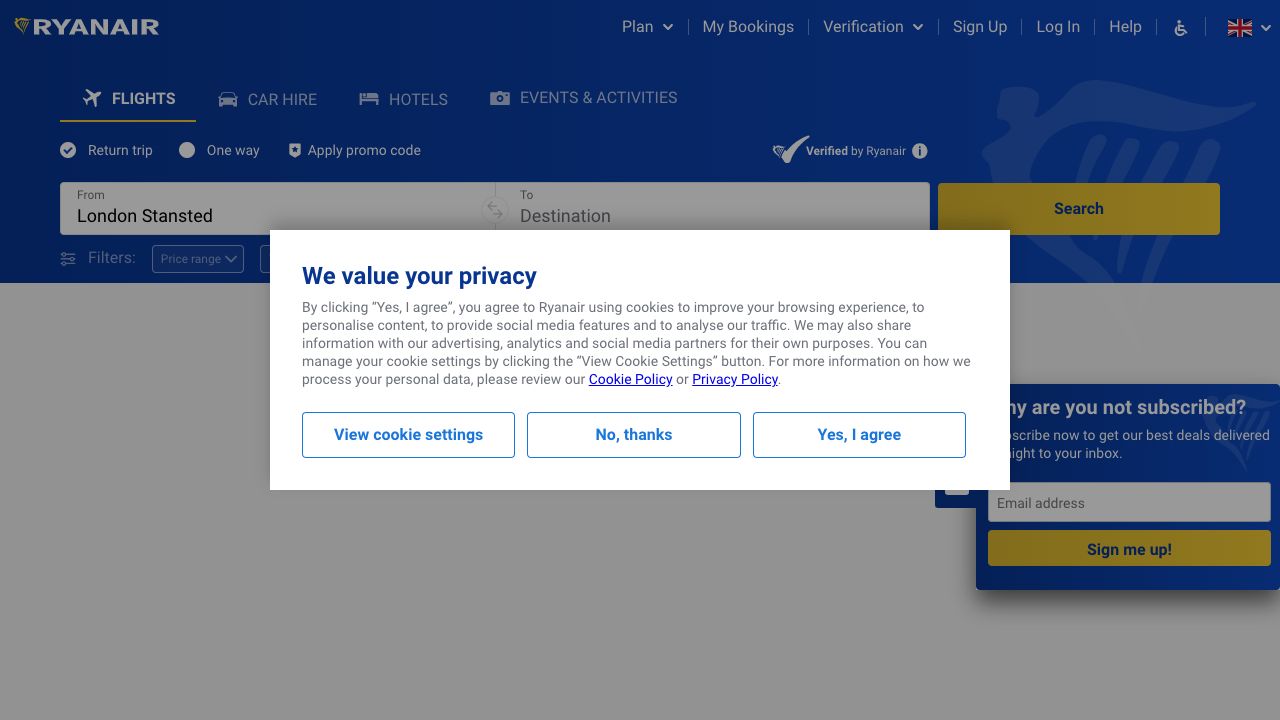 RYANAIR
Plan
My Bookings
Verification
Sign Up
Log In
Help
FLIGHTS
CAR HIRE
HOTELS
EVENTS & ACTIVITIES
Return trip
One way
Apply promo code
Verified by Ryanair
From
London Stansted
To
Destination
Search
Filters:
Price range
We value your privacy
By clicking “Yes, I agree”, you agree to Ryanair using cookies to improve your browsing experience, to
personalise content, to provide social media features and to analyse our traffic. We may also share
information with our advertising, analytics and social media partners for their own purposes. You can
manage your cookie settings by clicking the “View Cookie Settings” button. For more information on how we
process your personal data, please review our Cookie Policy or Privacy Policy.
View cookie settings
No, thanks
Yes, I agree
are you not subscribed?
now to get our best deals delivered
to your inbox.
Email address
Sign me up!